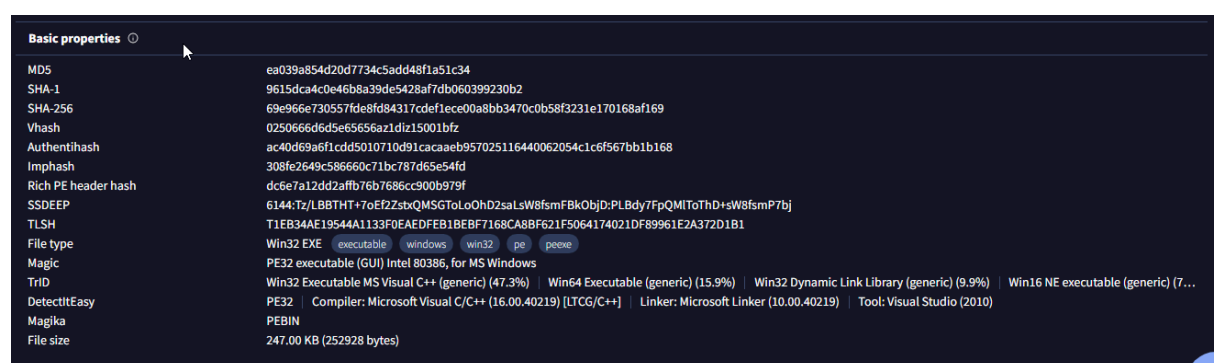 Basic properties
MD5 ea039a854d20d7734c5add48f1a51c34
SHA-1 9615dca4c0e46b8a39de5428af7db060399230b2
SHA-256 69e966e730557fde8fd84317cdef1ece00a8bb3470c0b58f3231e170168af169
Vhash 0250666d6d5e65656az1diz15001bfz
Authentihash ac40d69a6f1cdd5010710d91cacaaeb957025116440062054c1c6f567bb1b168
Imphash 308fe2649c586660c71bc787d65e54fd
Rich PE header hash dc6e7a12dd2affb76b7686cc900b979f
SSDEEP 6144:Tz/LBBTHT+7oEf2ZstxQMSGToLoOhD2saLsW8fsmFBkObjD:PLBdy7FpQMlToThD+sW8fsmP7bj
TLSH T1EB34AE19544A1133F0EAEDFEB1BEBF7168CA8BF621F5064174021DF89961E2A372D1B1
File type Win32 EXE executable windows win32 pe peexe
Magic PE32 executable (GUI) Intel 80386, for MS Windows
TrID Win32 Executable MS Visual C++ (generic) (47.3%) | Win64 Executable (generic) (15.9%) | Win32 Dynamic Link Library (generic) (9.9%) | Win16 NE executable (generic) (7...
DetectItEasy PE32 | Compiler: Microsoft Visual C/C++ (16.00.40219) [LTCG/C++] | Linker: Microsoft Linker (10.00.40219) | Tool: Visual Studio (2010)
Magika PEBIN
File size 247.00 KB (252928 bytes)